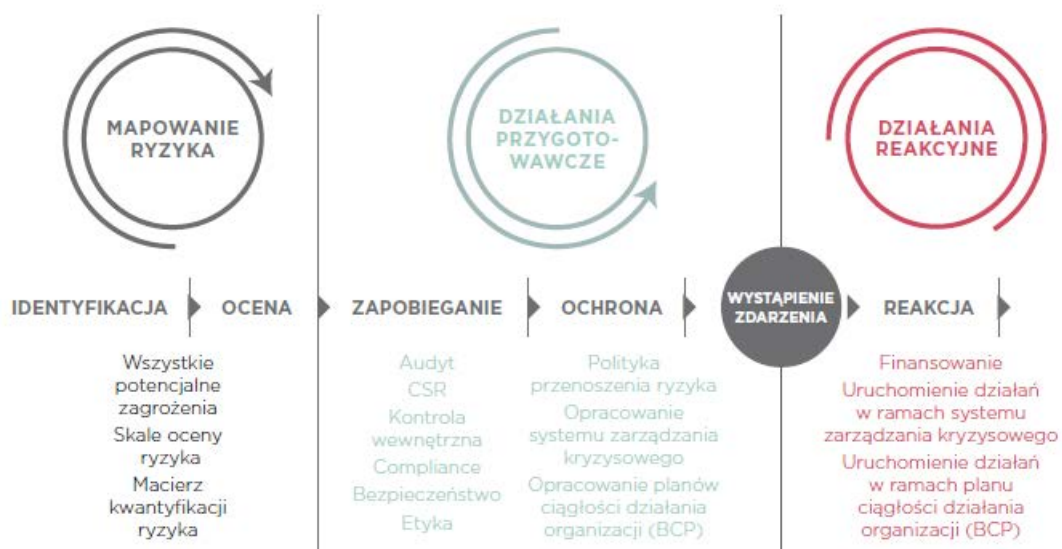 MAPOWANIE
RYZYKA
DZIAŁANIA
PRZYGOTO-
WAWCZE
DZIAŁANIA
REAKCYJNE
IDENTYFIKACJA
OCENA
ZAPOBIEGANIE
OCHRONA
WYSTĄPIENIE
ZDARZENIA
REAKCJA
Wszystkie
potencjalne
zagrożenia
Skale oceny
ryzyka
Macierz
kwantyfikacji
ryzyka
Audyt
CSR
Kontrola
wewnętrzna
Compliance
Bezpieczeństwo
Etyka
Polityka
przenoszenia ryzyka
Opracowanie
systemu zarządzania
kryzysowego
Opracowanie planów
ciągłości działania
organizacji (BCP)
Finansowanie
Uruchomienie działań
w ramach systemu
zarządzania kryzysowego
Uruchomienie działań
w ramach planu
ciągłości działania
organizacji (BCP)